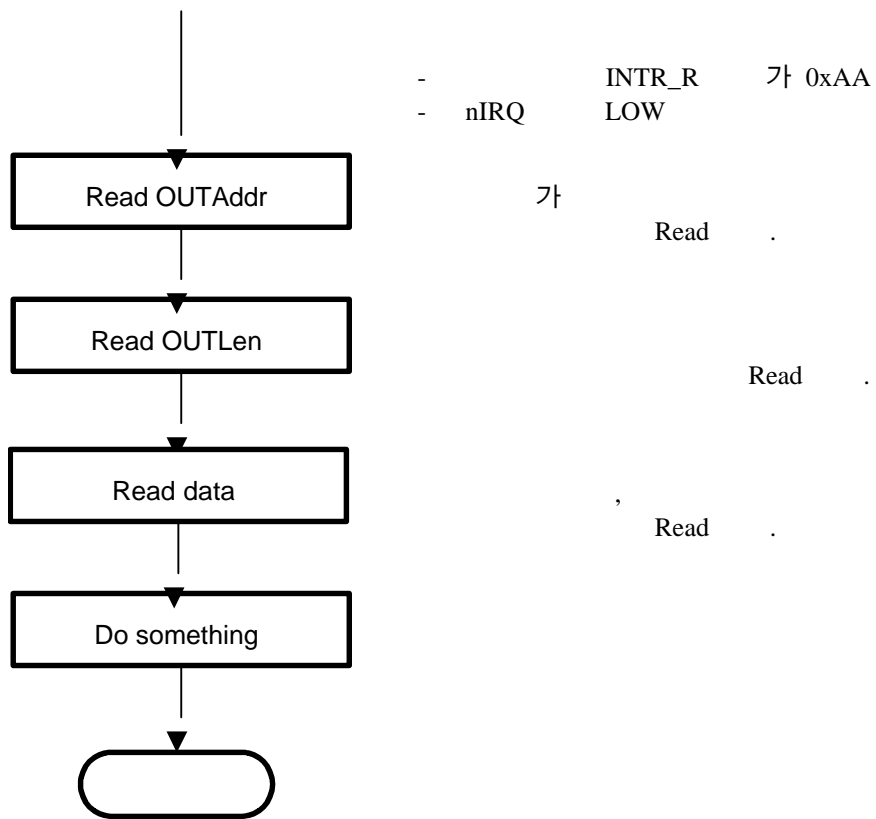 - INTR_R 가 0xAA
- nIRQ LOW
Read OUTAddr
가
Read .
Read OUTLen
Read .
Read data
,
Read .
Do something